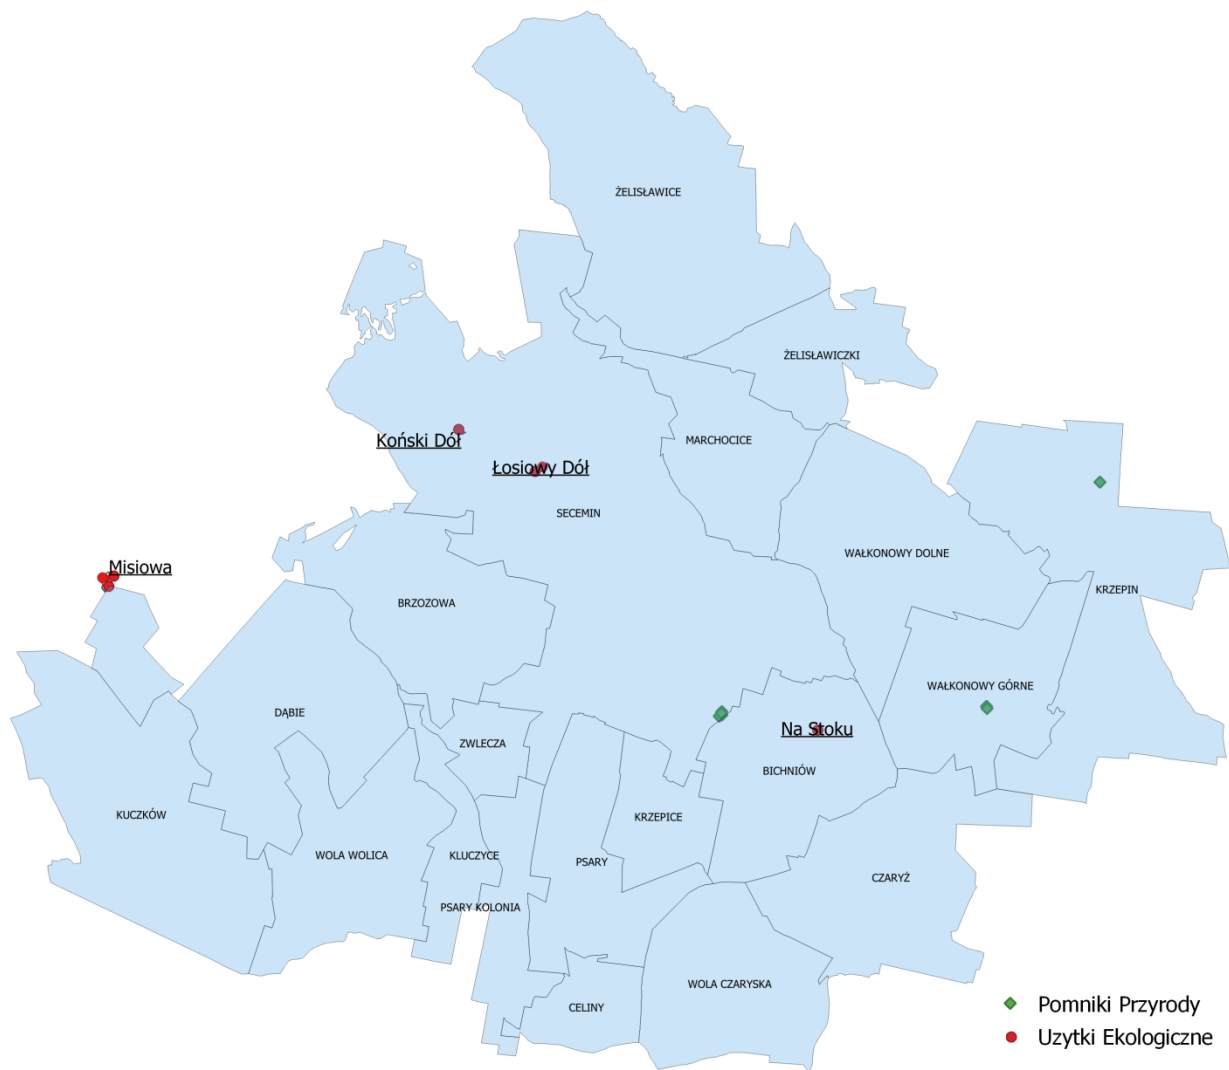 ŻELISŁAWICE
ŻELISŁAWICZKI
Koński Dół
MARCHOCICE
Łosiowy Dół
SECEMIN
WAŁKONOWY DOLNE
Misiowa
BRZOZOWA
KRZEPIN
WAŁKONOWY GÓRNE
DĄBIE
Na Stoku
ZWLECZA
BICHNIÓW
KUCZKÓW
KRZEPICE
WOLA WOLICA
KLUCZYCE
PSARY
CZARYŻ
PSARY KOLONIA
WOLA CZARYSKA
CELINY
Pomniki Przyrody
Uzytki Ekologiczne